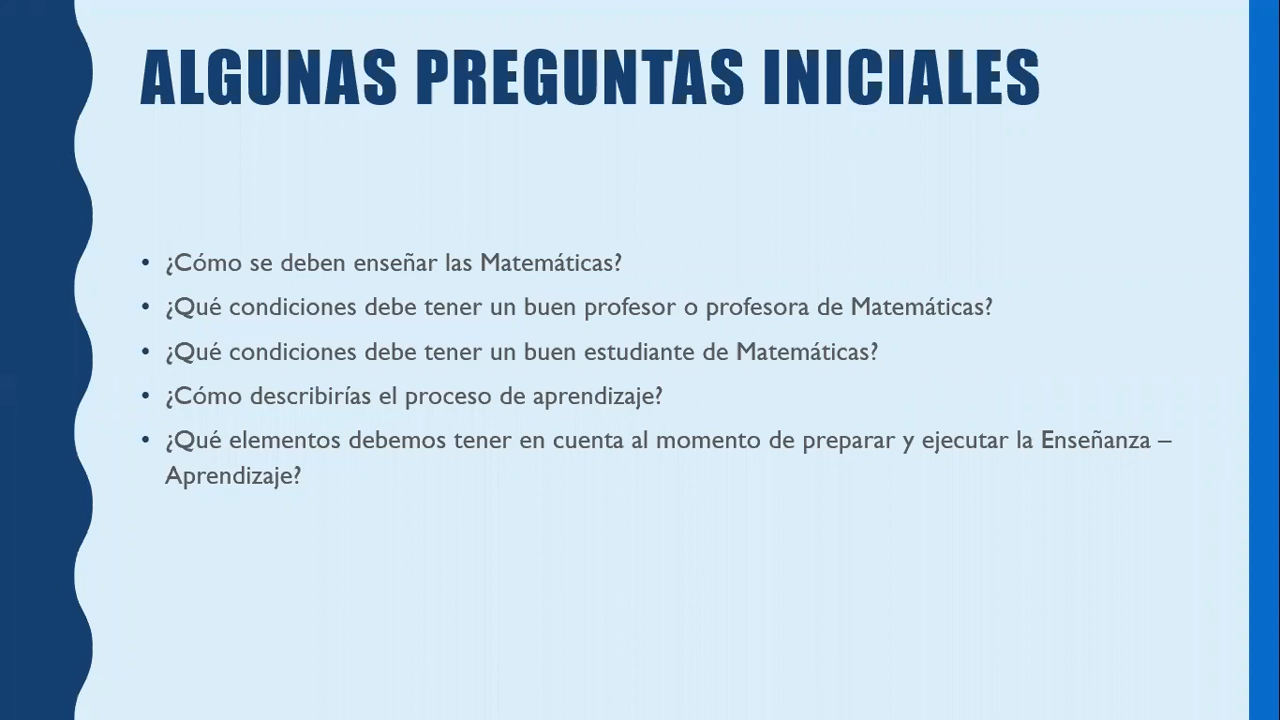 ALGUNAS PREGUNTAS INICIALES
• ¿Cómo se deben enseñar las Matemáticas?
• ¿Qué condiciones debe tener un buen profesor o profesora de Matemáticas?
• ¿Qué condiciones debe tener un buen estudiante de Matemáticas?
• ¿Cómo describirías el proceso de aprendizaje?
• ¿Qué elementos debemos tener en cuenta al momento de preparar y ejecutar la Enseñanza –
Aprendizaje?